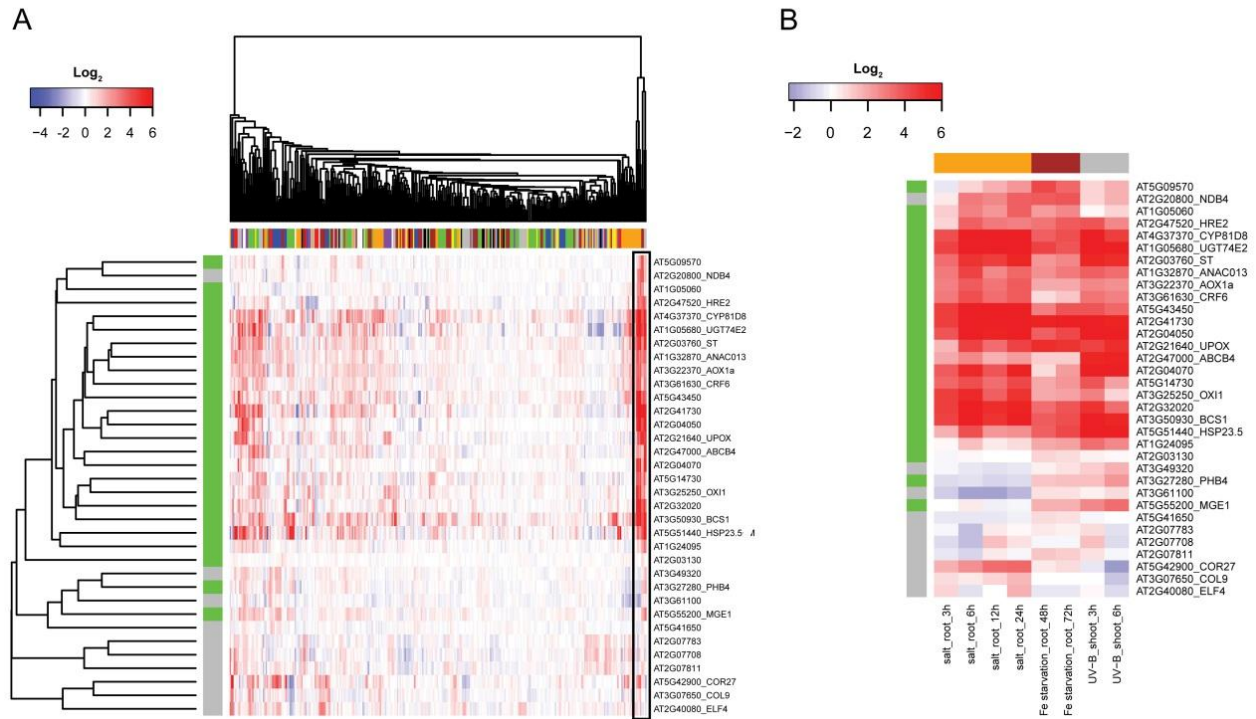 A
B
Log2
-4 -2 0 2 4 6
Log2
−2 0 2 4 6
AT5G09570
AT2G20800_NDB4
AT1G05060
AT2G47520_HRE2
AT4G37370_CYP81D8
AT1G05680_UGT74E2
AT2G03760_ST
AT1G32870_ANAC013
AT3G22370_AOX1a
AT3G61630_CRF6
AT5G43450
AT2G41730
AT2G04050
AT2G21640_UPOX
AT2G47000_ABCB4
AT2G04070
AT5G14730
AT3G25250_OXI1
AT2G32020
AT3G50930_BCS1
AT5G51440_HSP23.5
AT1G24095
AT2G03130
AT3G49320
AT3G27280_PHB4
AT3G61100
AT5G55200_MGE1
AT5G41650
AT2G07783
AT2G07708
AT2G07811
AT5G42900_COR27
AT3G07650_COL9
AT2G40080_ELF4
AT5G09570
AT2G20800_NDB4
AT1G05060
AT2G47520_HRE2
AT4G37370_CYP81D8
AT1G05680_UGT74E2
AT2G03760_ST
AT1G32870_ANAC013
AT3G22370_AOX1a
AT3G61630_CRF6
AT5G43450
AT2G41730
AT2G04050
AT2G21640_UPOX
AT2G47000_ABCB4
AT2G04070
AT5G14730
AT3G25250_OXI1
AT2G32020
AT3G50930_BCS1
AT5G51440_HSP23.5
AT1G24095
AT2G03130
AT3G49320
AT3G27280_PHB4
AT3G61100
AT5G55200_MGE1
AT5G41650
AT2G07783
AT2G07708
AT2G07811
AT5G42900_COR27
AT3G07650_COL9
AT2G40080_ELF4
salt_root_3h
salt_root_6h
salt_root_12h
salt_root_24h
Fe starvation_root_48h
Fe starvation_root_72h
UV−B_shoot_3h
UV−B_shoot_6h